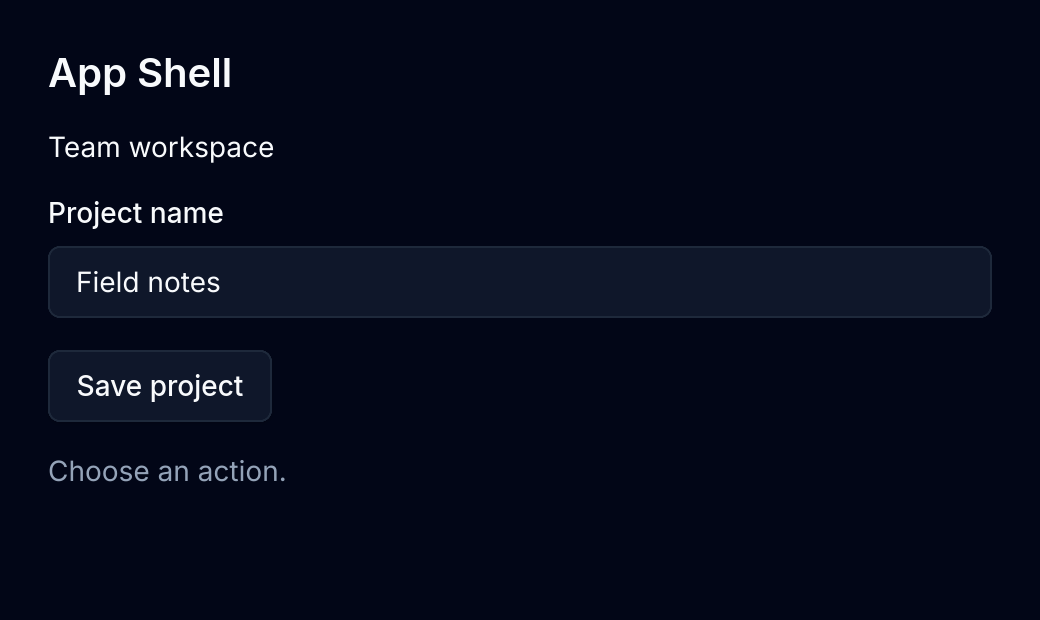 App Shell
Team workspace
Project name
Field notes
Save project
Choose an action.